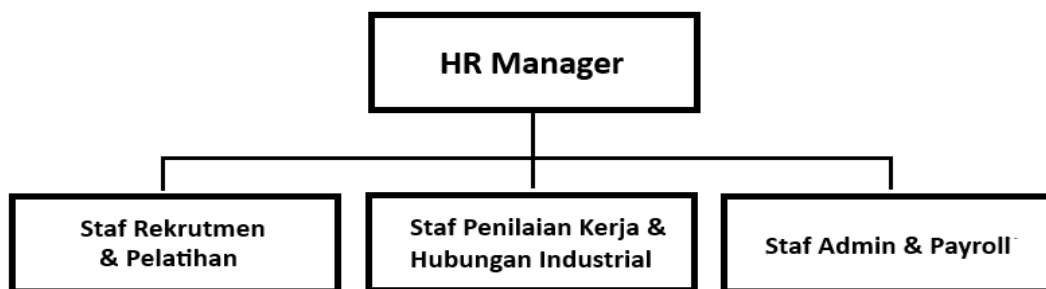 HR Manager
Staf Rekrutmen
& Pelatihan
Staf Penilaian Kerja &
Hubungan Industrial
Staf Admin & Payroll